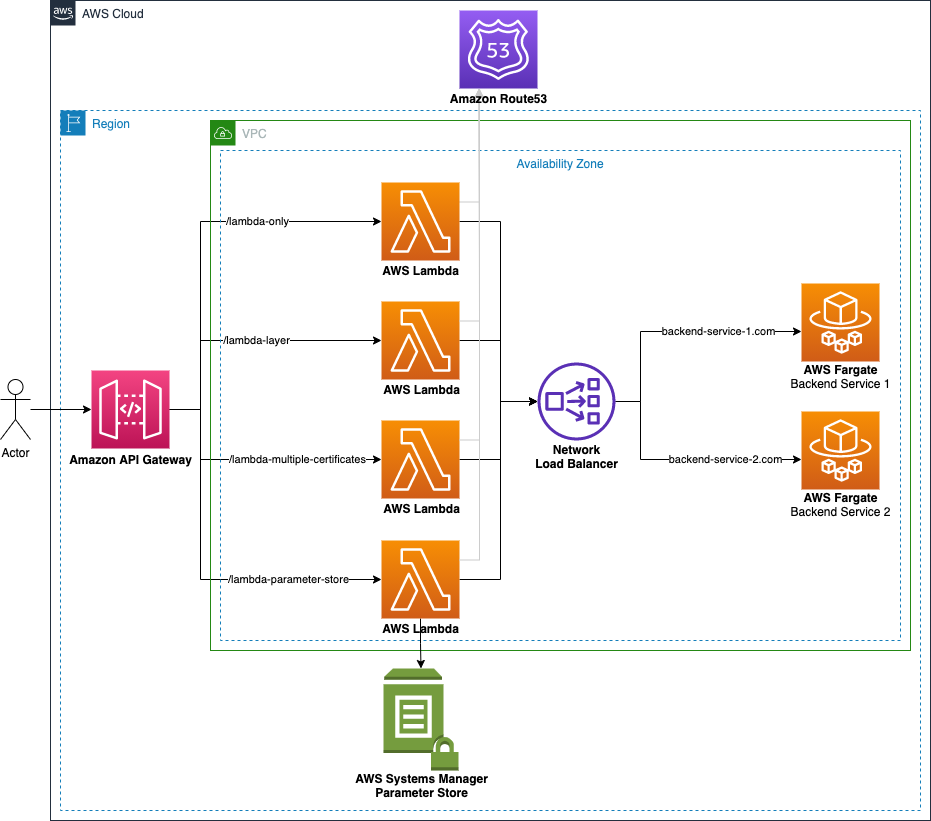 aws
AWS Cloud
53
Amazon Route53
Region
VPC
Availability Zone
/lambda-only
AWS Lambda
/lambda-layer
AWS Lambda
backend-service-1.com
AWS Fargate
Backend Service 1
Actor
</>
Amazon API Gateway
/lambda-multiple-certificates
AWS Lambda
Network
Load Balancer
backend-service-2.com
AWS Fargate
Backend Service 2
/lambda-parameter-store
AWS Lambda
AWS Systems Manager
Parameter Store